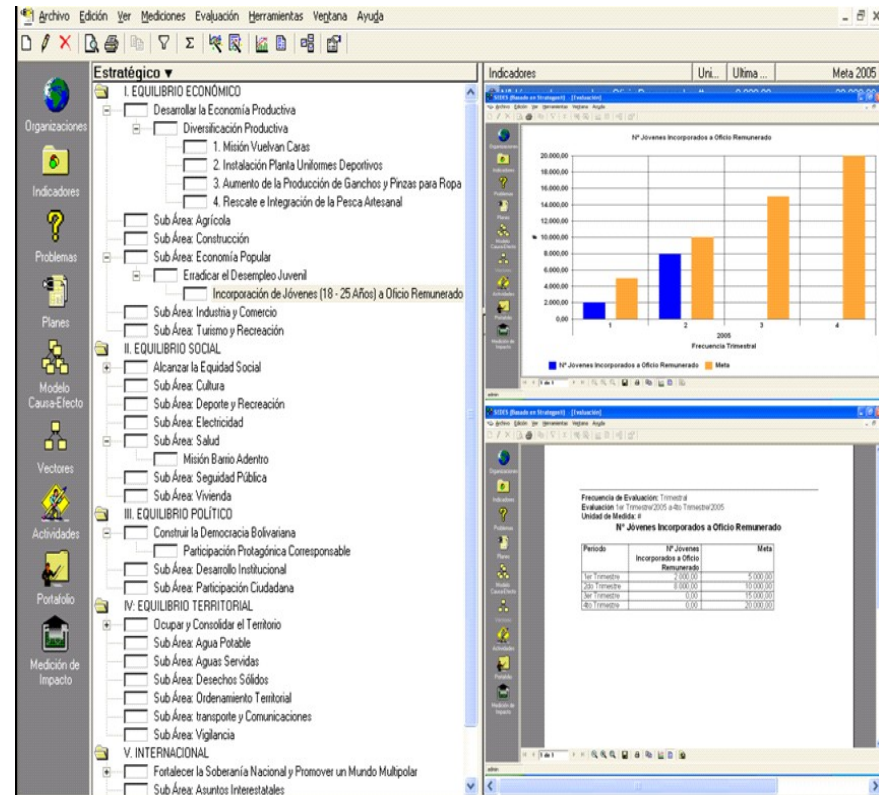 Archivo Edición Ver Mediciones Evaluación Herramientas Ventana Ayuda
Organizaciones
Indicadores
Problemas
Planes
Modelo
Causa-Efecto
Vectores
Actividades
Portafolio
Medición de
Impacto
Estratégico
I. EQUILIBRIO ECONÓMICO
Desarrollar la Economía Productiva
Diversificación Productiva
1. Misión Vuelvan Caras
2. Instalación Planta Uniformes Deportivos
3. Aumento de la Producción de Ganchos y Pinzas para Ropa
4. Rescate e Integración de la Pesca Artesanal
Sub Área: Agrícola
Sub Área: Construcción
Sub Área: Economía Popular
Erradicar el Desempleo Juvenil
Incorporación de Jóvenes (18 - 25 Años) a Oficio Remunerado
Sub Área: Industria y Comercio
Sub Área: Turismo y Recreación
II. EQUILIBRIO SOCIAL
Alcanzar la Equidad Social
Sub Área: Cultura
Sub Área: Deporte y Recreación
Sub Área: Electricidad
Sub Área: Salud
Misión Barrio Adentro
Sub Área: Seguidad Pública
Sub Área: Vivienda
III. EQUILIBRIO POLÍTICO
Construir la Democracia Bolivariana
Participación Protagónica Corresponsable
Sub Área: Desarrollo Institucional
Sub Área: Participación Ciudadana
IV: EQUILIBRIO TERRITORIAL
Ocupar y Consolidar el Territorio
Sub Área: Agua Potable
Sub Área: Aguas Servidas
Sub Área: Desechos Sólidos
Sub Área: Ordenamiento Territorial
Sub Área: transporte y Comunicaciones
Sub Área: Vigilancia
V. INTERNACIONAL
Fortalecer la Soberanía Nacional y Promover un Mundo Multipolar
Sub Área: Asuntos Interestatales
Indicadores Uni... Ultima ... Meta 2005
Nº Jóvenes Incorporados a Oficio Remunerado
20.000,00
18.000,00
16.000,00
14.000,00
12.000,00
# 10.000,00
8.000,00
6.000,00
4.000,00
2.000,00
0,00
1 2 3 4
2005
Frecuencia Trimestral
Nº Jóvenes Incorporados a Oficio Remunerado Meta
Frecuencia de Evaluación: Trimestral
Evaluación 1er Trimestre/2005 a 4to Trimestre/2005
Unidad de Medida: #
Nº Jóvenes Incorporados a Oficio Remunerado
Periodo Nº Jóvenes Incorporados a Oficio Remunerado Meta
1er Trimestre 2.000,00 5.000,00
2do Trimestre 8.000,00 10.000,00
3er Trimestre 0,00 15.000,00
4to Trimestre 0,00 20.000,00